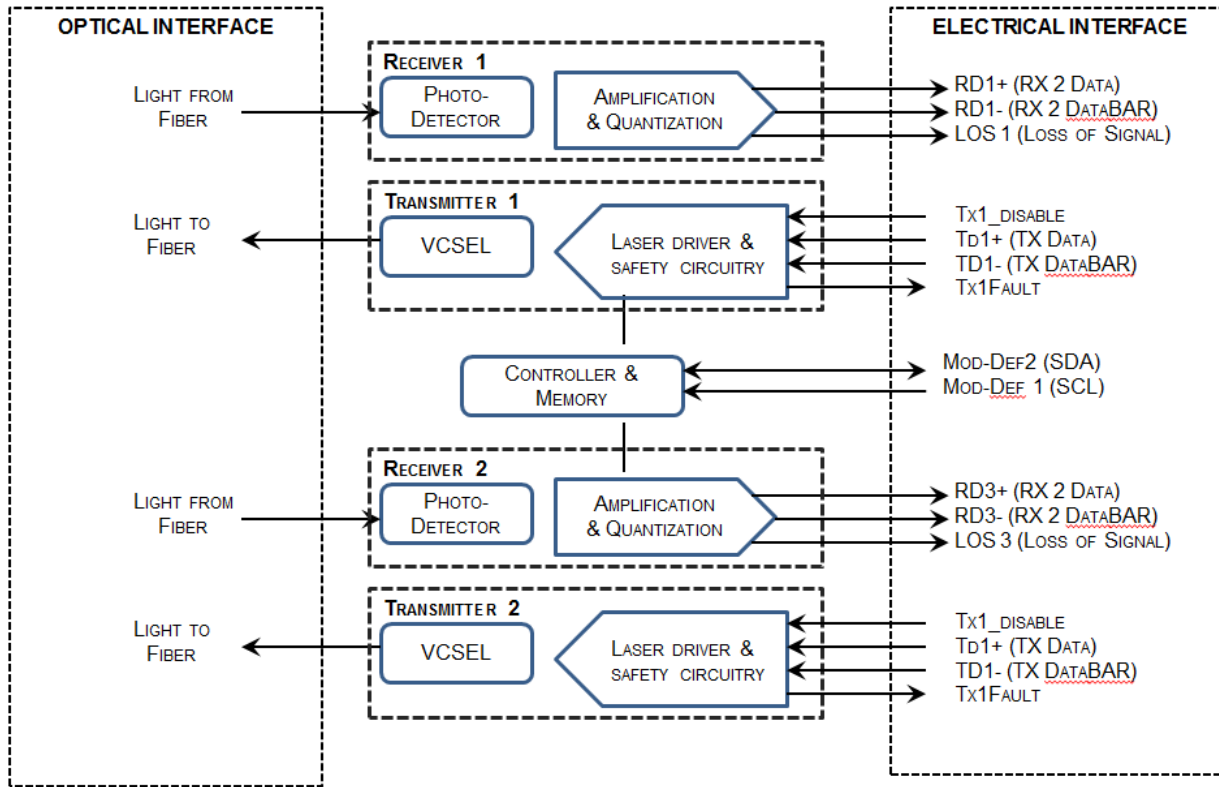 OPTICAL INTERFACE
ELECTRICAL INTERFACE
RECEIVER 1
LIGHT FROM
FIBER
PHOTO-
DETECTOR
AMPLIFICATION
& QUANTIZATION
RD1+ (RX 2 DATA)
RD1- (RX 2 DATABAR)
LOS 1 (LOSS OF SIGNAL)
TRANSMITTER 1
LIGHT TO
FIBER
VCSEL
LASER DRIVER &
SAFETY CIRCUITRY
TX1_DISABLE
TD1+ (TX DATA)
TD1- (TX DATABAR)
TX1FAULT
CONTROLLER &
MEMORY
MOD-DEF2 (SDA)
MOD-DEF 1 (SCL)
RECEIVER 2
LIGHT FROM
FIBER
PHOTO-
DETECTOR
AMPLIFICATION
& QUANTIZATION
RD3+ (RX 2 DATA)
RD3- (RX 2 DATABAR)
LOS 3 (LOSS OF SIGNAL)
TRANSMITTER 2
LIGHT TO
FIBER
VCSEL
LASER DRIVER &
SAFETY CIRCUITRY
TX1_DISABLE
TD1+ (TX DATA)
TD1- (TX DATABAR)
TX1FAULT